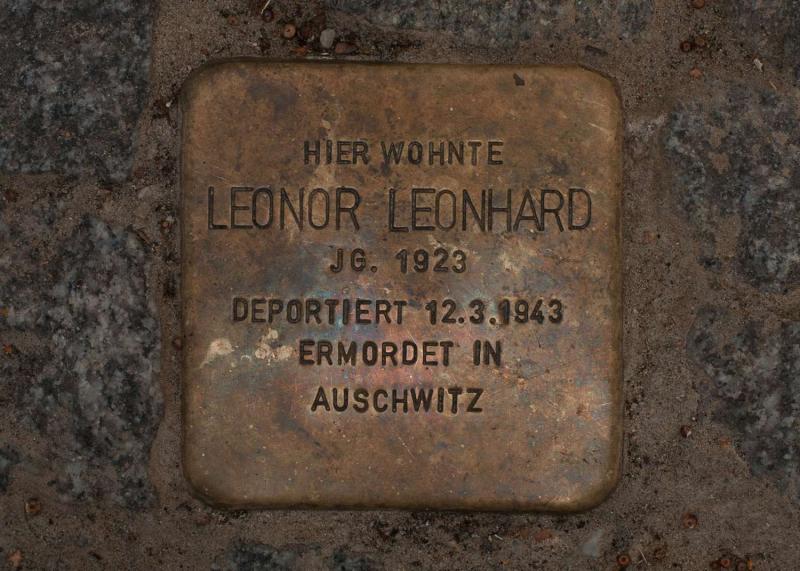 HIER WOHNTE
LEONOR LEONHARD
JG. 1923
DEPORTIERT 12.3.1943
ERMORDET IN
AUSCHWITZ